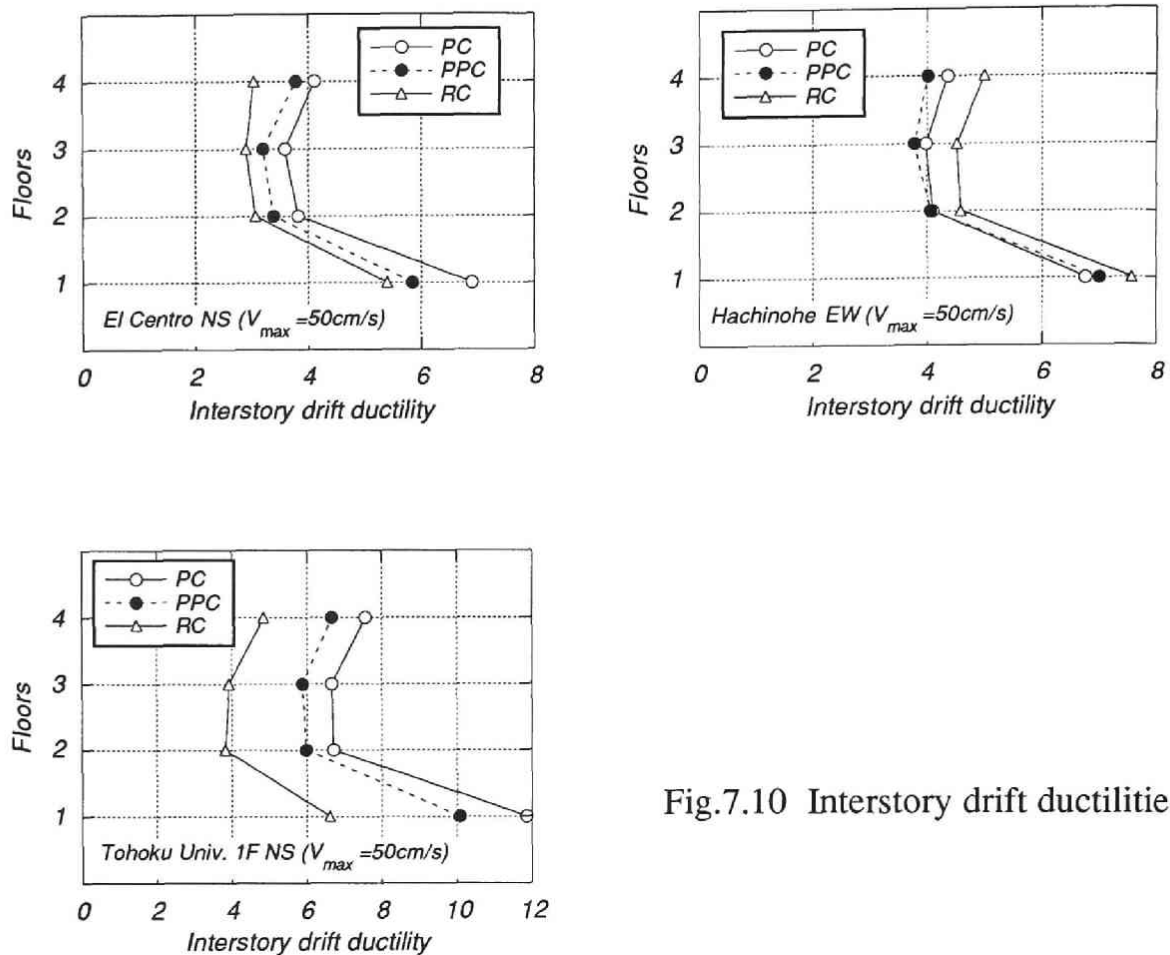 PC
PPC
RC
4
3
2
1
Floors
El Centro NS (Vmax =50cm/s)
0 2 4 6 8
Interstory drift ductility
PC
PPC
RC
4
3
2
1
Floors
Hachinohe EW (Vmax =50cm/s)
0 2 4 6 8
Interstory drift ductility
PC
PPC
RC
4
3
2
1
Floors
Tohoku Univ. 1F NS (Vmax =50cm/s)
0 2 4 6 8 10 12
Interstory drift ductility
Fig.7.10 Interstory drift ductilitie